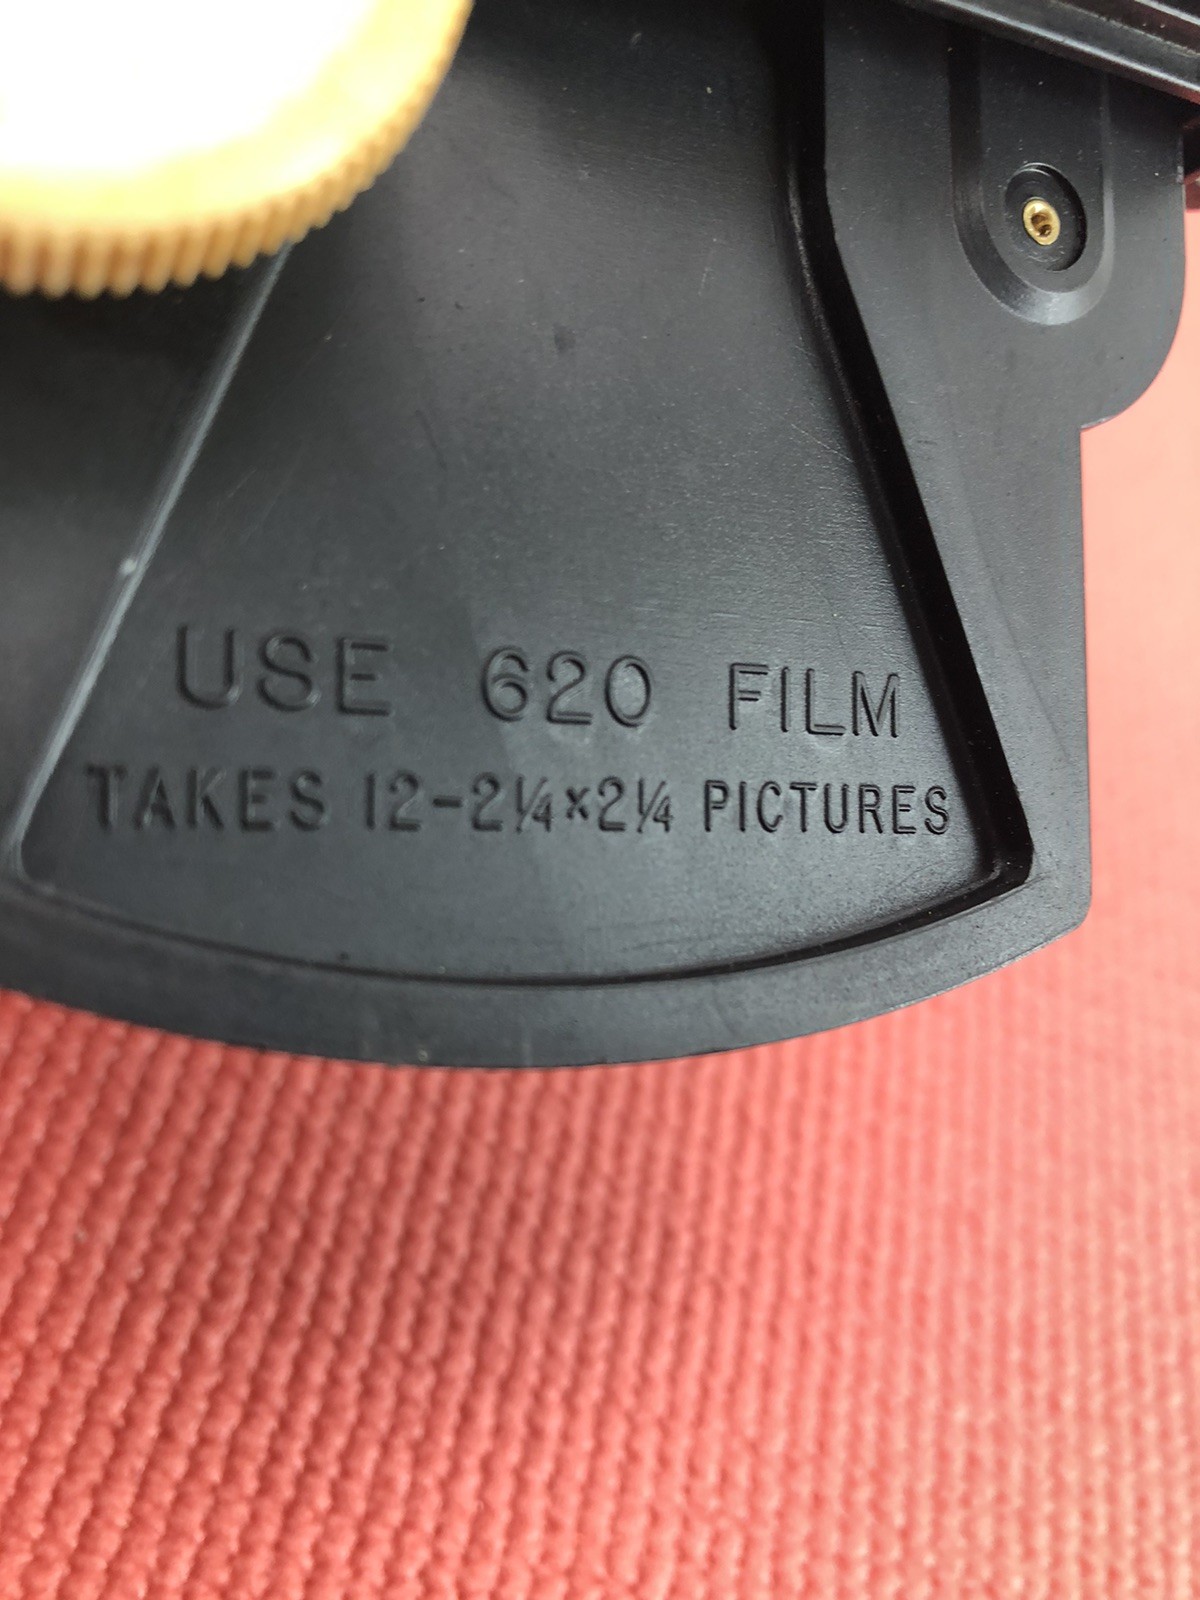 USE 620 FILM
TAKES 12-2¼×2¼ PICTURES